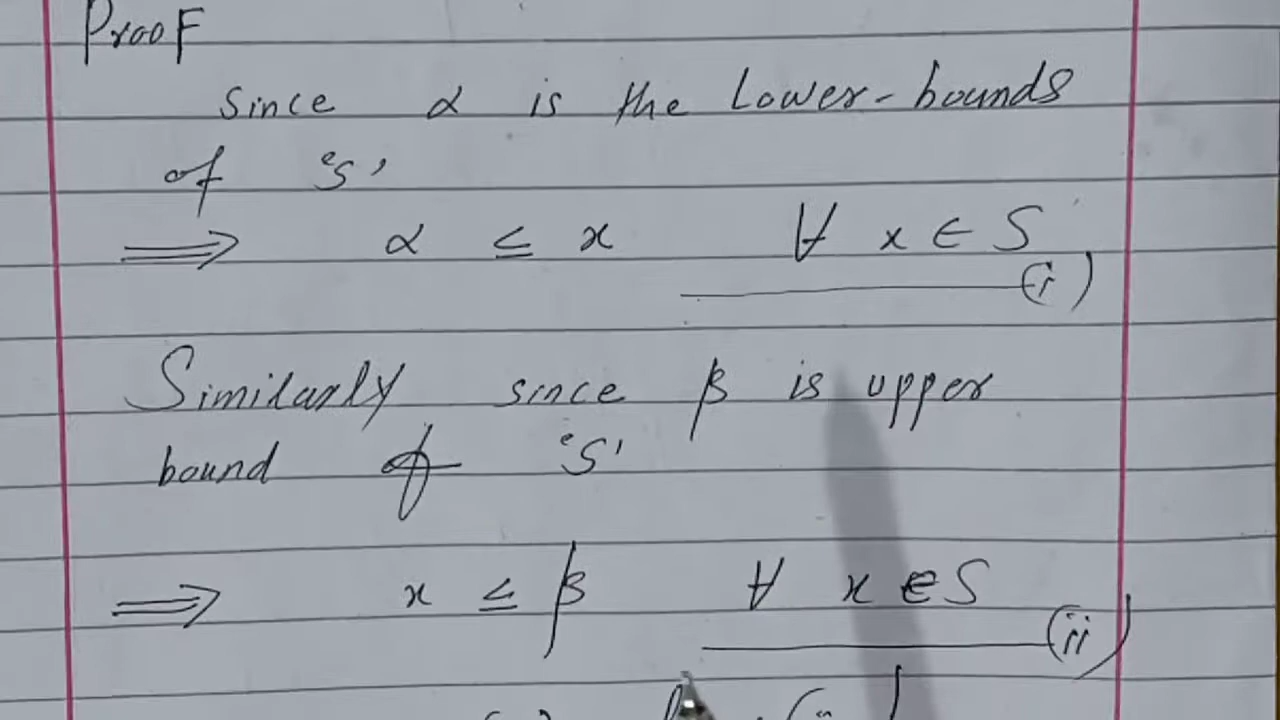 Proof
Since α is the Lower-bounds
of 'S'
⟹ α ≤ x ∀ x ∈ S
(i)
Similarly since β is upper
bound of 'S'
⟹ x ≤ β ∀ x ∈ S
(ii)